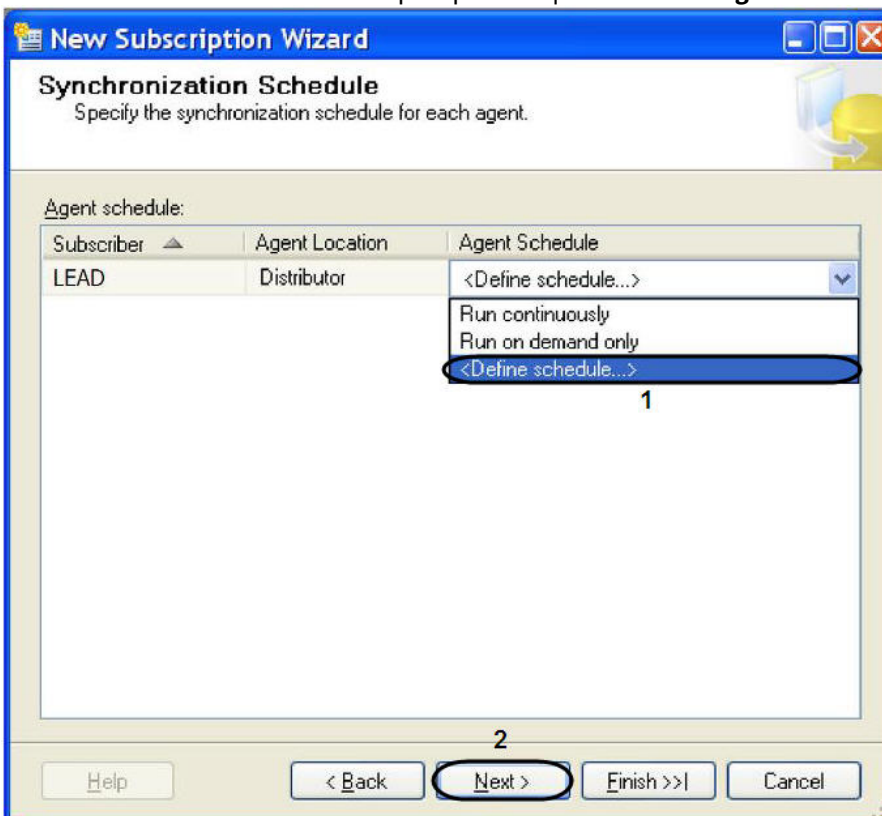 New Subscription Wizard
Synchronization Schedule
Specify the synchronization schedule for each agent.
Agent schedule:
Subscriber Agent Location Agent Schedule
LEAD Distributor <Define schedule...>
Run continuously
Run on demand only
<Define schedule...>
1
2
Help < Back Next > Finish >>| Cancel